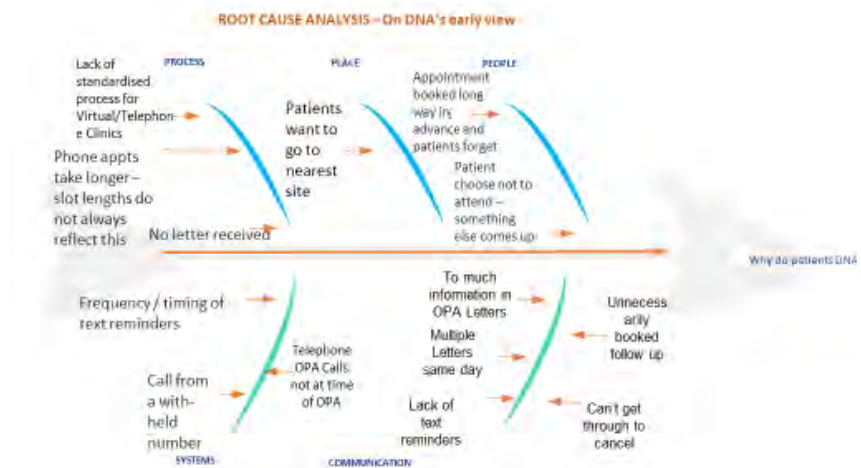 ROOT CAUSE ANALYSIS – On DNA's early view
PROCESS
PLACE
PEOPLE
Lack of
standardised
process for
Virtual/Telephon
e Clinics
Phone appts
take longer –
slot lengths do
not always
reflect this
No letter received
Patients
want to
go to
nearest
site
Appointment
booked long
way in
advance and
patients forget
Patient
choose not to
attend –
something
else comes up
Why do patients DNA
Frequency / timing of
text reminders
Call from
a with-
held
number
Telephone
OPA Calls
not at time
of OPA
To much
information in
OPA Letters
Multiple
Letters
same day
Lack of
text
reminders
Unnecess
arily
booked
follow up
Can't get
through to
cancel
SYSTEMS
COMMUNICATION